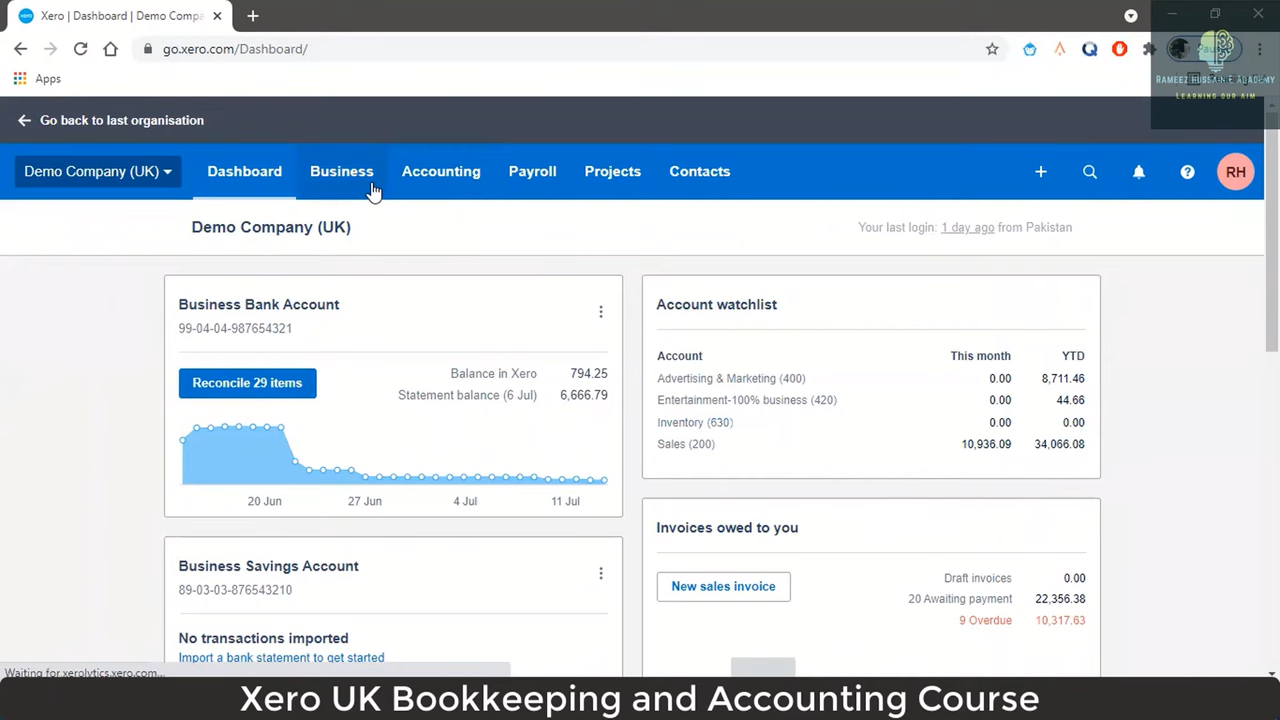 Xero | Dashboard | Demo Compa
go.xero.com/Dashboard/
Apps
RAMEEZ HUSSAIN E ACADEMY
LEARNING OUR AIM
Go back to last organisation
Demo Company (UK)
Dashboard
Business
Accounting
Payroll
Projects
Contacts
RH
Demo Company (UK)
Your last login: 1 day ago from Pakistan
Business Bank Account
99-04-04-987654321
Reconcile 29 items
Balance in Xero 794.25
Statement balance (6 Jul) 6,666.79
20 Jun 27 Jun 4 Jul 11 Jul
Account watchlist
Account This month YTD
Advertising & Marketing (400) 0.00 8,711.46
Entertainment-100% business (420) 0.00 44.66
Inventory (630) 0.00 0.00
Sales (200) 10,936.09 34,066.08
Business Savings Account
89-03-03-876543210
No transactions imported
Import a bank statement to get started
Invoices owed to you
New sales invoice
Draft invoices 0.00
20 Awaiting payment 22,356.38
9 Overdue 10,317.63
Waiting for xerolytics.xero.com...
Xero UK Bookkeeping and Accounting Course